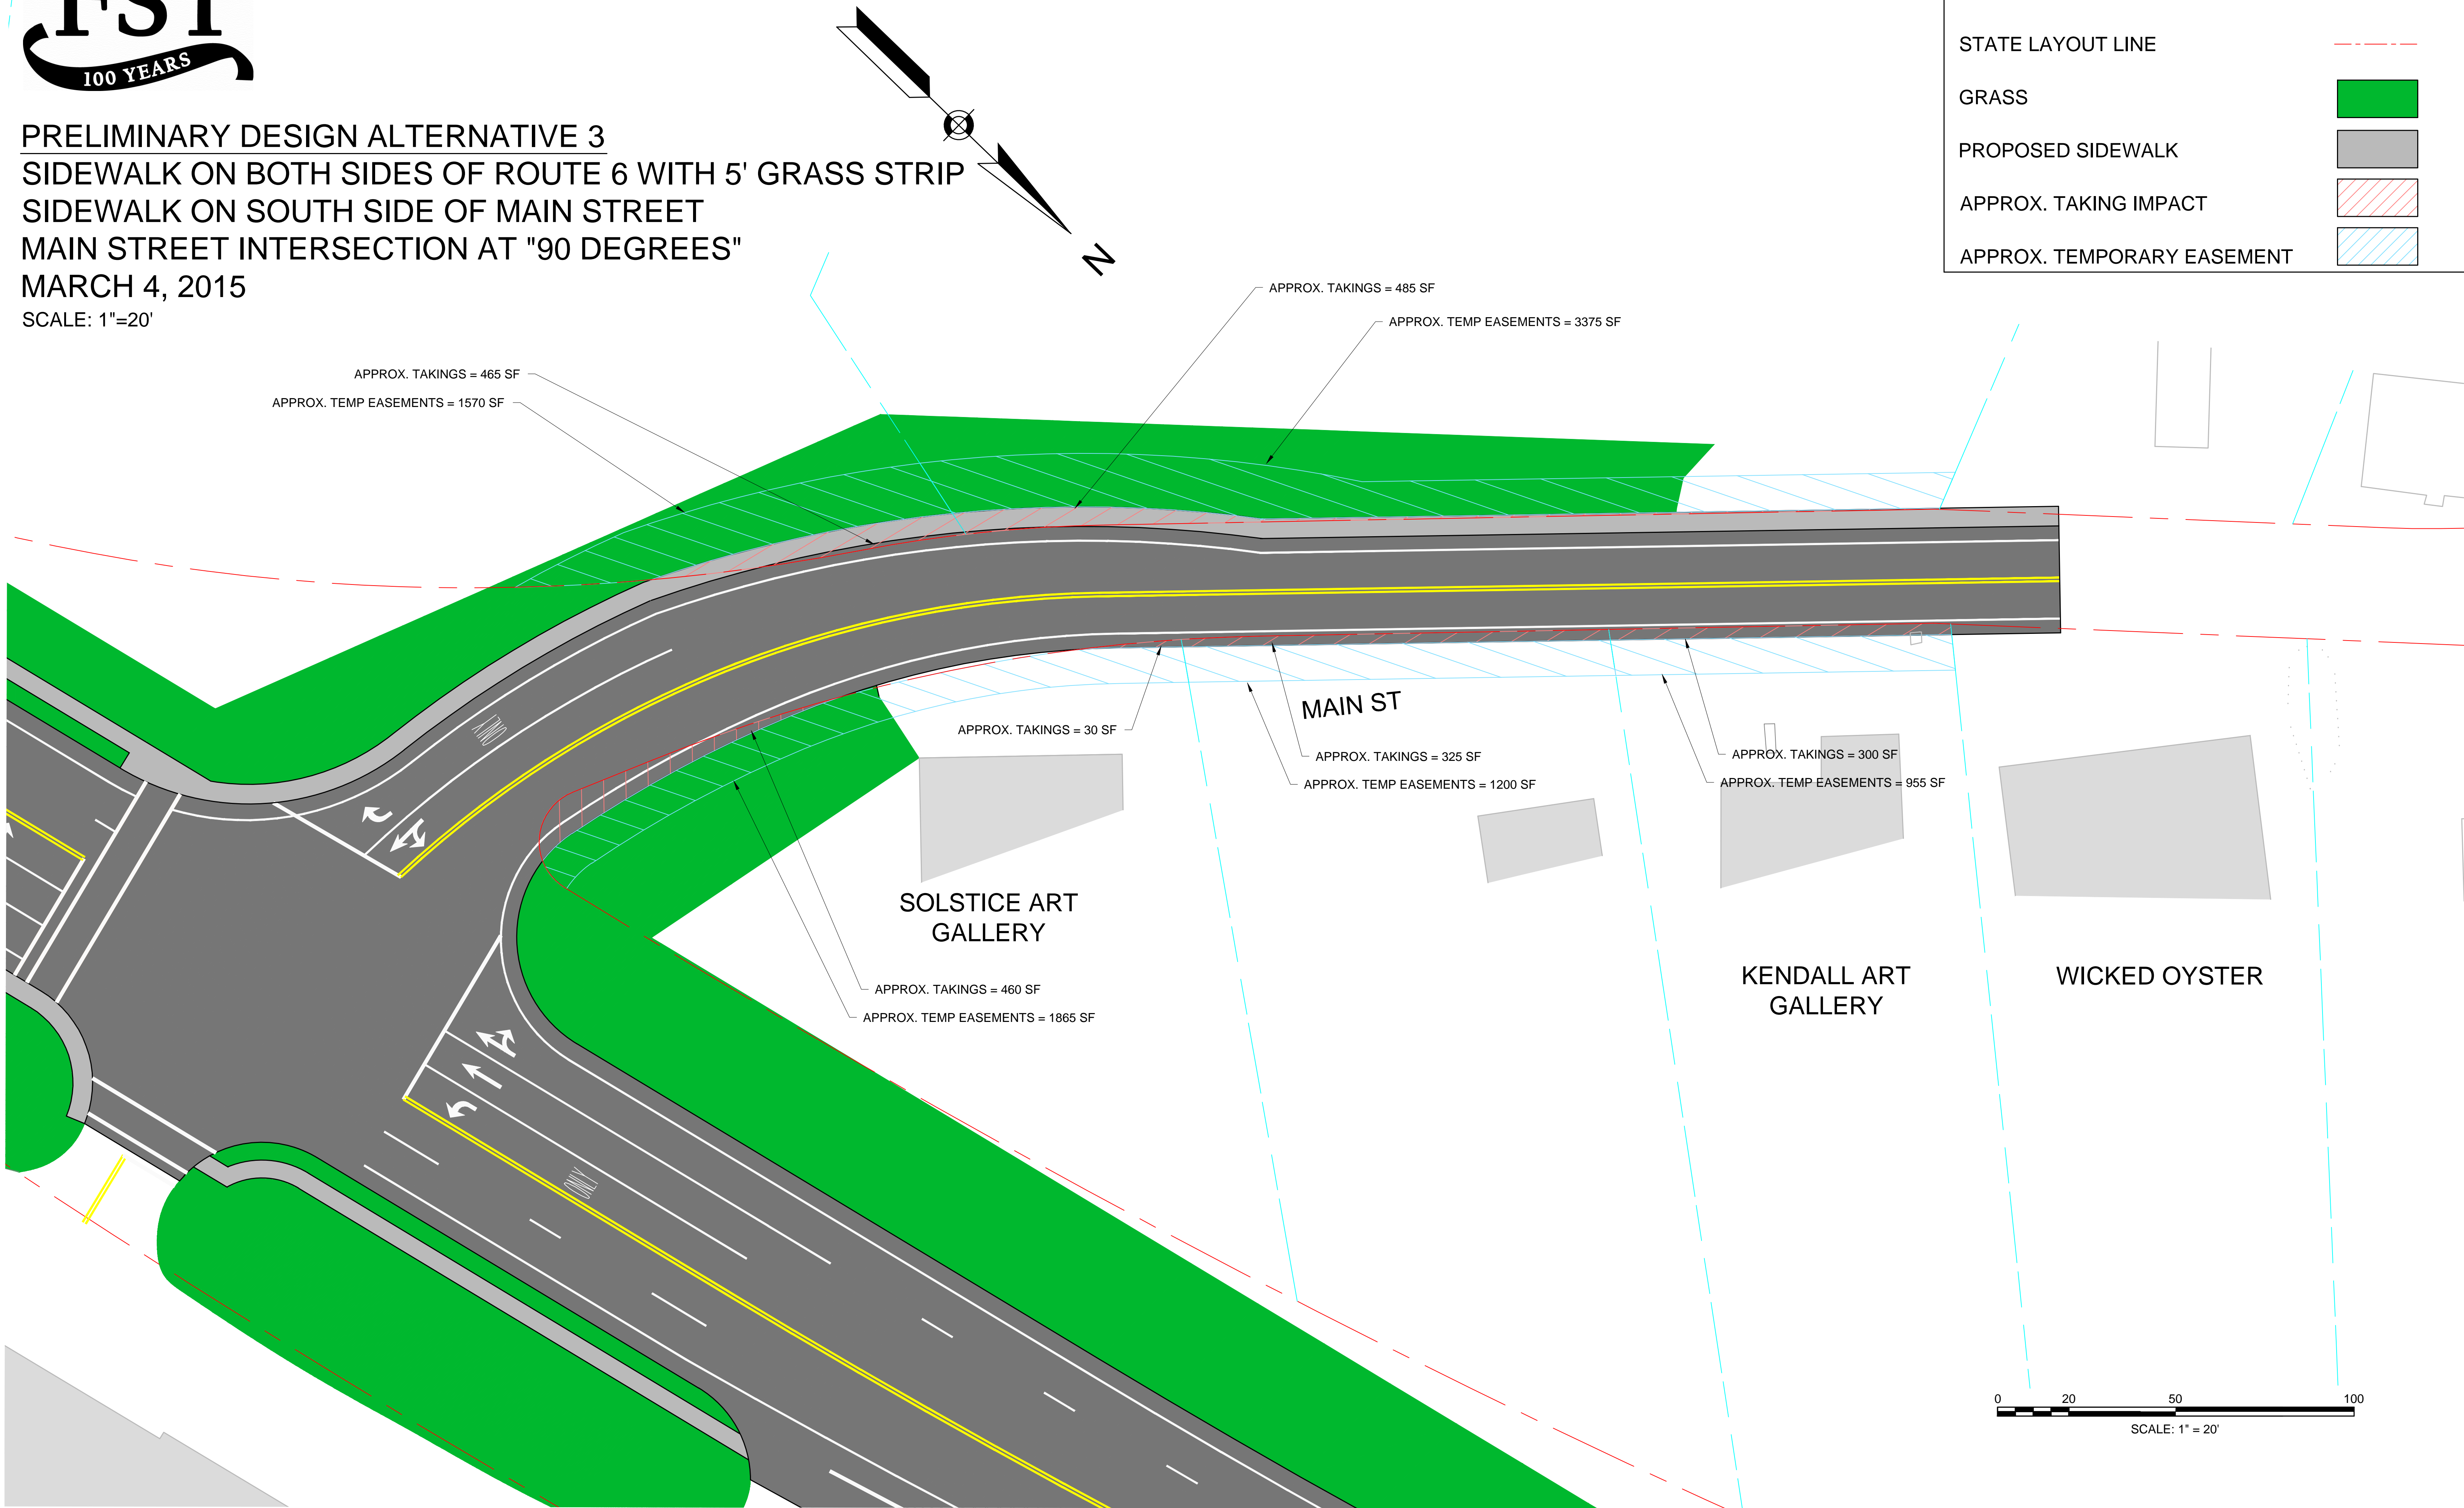 FST
100 YEARS
PRELIMINARY DESIGN ALTERNATIVE 3
SIDEWALK ON BOTH SIDES OF ROUTE 6 WITH 5' GRASS STRIP
SIDEWALK ON SOUTH SIDE OF MAIN STREET
MAIN STREET INTERSECTION AT "90 DEGREES"
MARCH 4, 2015
SCALE: 1"=20'
N
STATE LAYOUT LINE
GRASS
PROPOSED SIDEWALK
APPROX. TAKING IMPACT
APPROX. TEMPORARY EASEMENT
APPROX. TAKINGS = 485 SF
APPROX. TEMP EASEMENTS = 3375 SF
APPROX. TAKINGS = 465 SF
APPROX. TEMP EASEMENTS = 1570 SF
ONLY
MAIN ST
APPROX. TAKINGS = 30 SF
APPROX. TAKINGS = 325 SF
APPROX. TEMP EASEMENTS = 1200 SF
APPROX. TAKINGS = 300 SF
APPROX. TEMP EASEMENTS = 955 SF
SOLSTICE ART
GALLERY
KENDALL ART
GALLERY
WICKED OYSTER
APPROX. TAKINGS = 460 SF
APPROX. TEMP EASEMENTS = 1865 SF
ONLY
0 20 50 100
SCALE: 1" = 20'